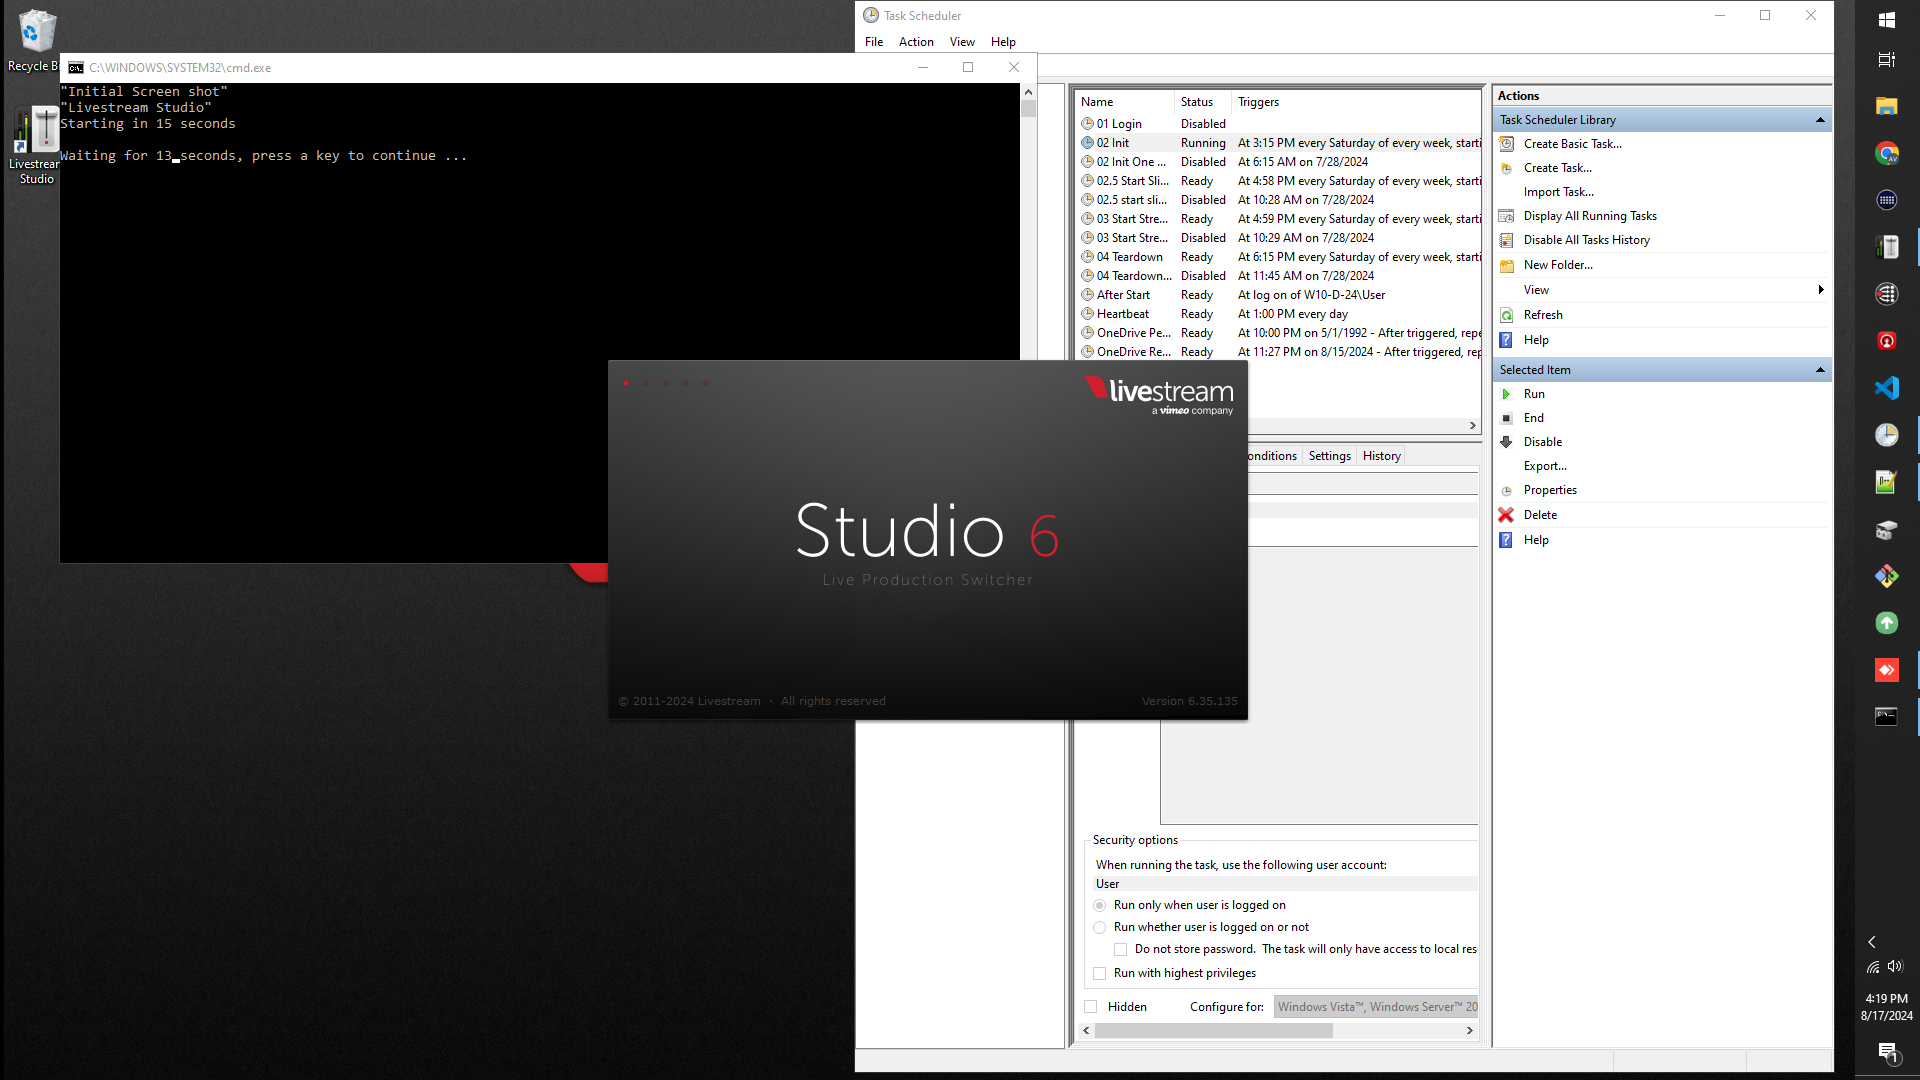 Recycle Bi
Livestream
Studio
C:\WINDOWS\SYSTEM32\cmd.exe
"Initial Screen shot"
"Livestream Studio"
Starting in 15 seconds
Waiting for 13 seconds, press a key to continue ...
Task Scheduler
File Action View Help
Name Status Triggers
01 Login Disabled
02 Init Running At 3:15 PM every Saturday of every week, starti
02 Init One ... Disabled At 6:15 AM on 7/28/2024
02.5 Start Sli... Ready At 4:58 PM every Saturday of every week, starti
02.5 start sli... Disabled At 10:28 AM on 7/28/2024
03 Start Stre... Ready At 4:59 PM every Saturday of every week, starti
03 Start Stre... Disabled At 10:29 AM on 7/28/2024
04 Teardown Ready At 6:15 PM every Saturday of every week, starti
04 Teardown... Disabled At 11:45 AM on 7/28/2024
After Start Ready At log on of W10-D-24\User
Heartbeat Ready At 1:00 PM every day
OneDrive Pe... Ready At 10:00 PM on 5/1/1992 - After triggered, repe
OneDrive Re... Ready At 11:27 PM on 8/15/2024 - After triggered, rep
onditions Settings History
livestream
a vimeo company
Studio 6
Live Production Switcher
© 2011-2024 Livestream · All rights reserved
Version 6.35.135
Security options
When running the task, use the following user account:
User
Run only when user is logged on
Run whether user is logged on or not
Do not store password. The task will only have access to local res
Run with highest privileges
Hidden Configure for: Windows Vista™, Windows Server™ 20
Actions
Task Scheduler Library
Create Basic Task...
Create Task...
Import Task...
Display All Running Tasks
Disable All Tasks History
New Folder...
View
Refresh
Help
Selected Item
Run
End
Disable
Export...
Properties
Delete
Help
4:19 PM
8/17/2024
1